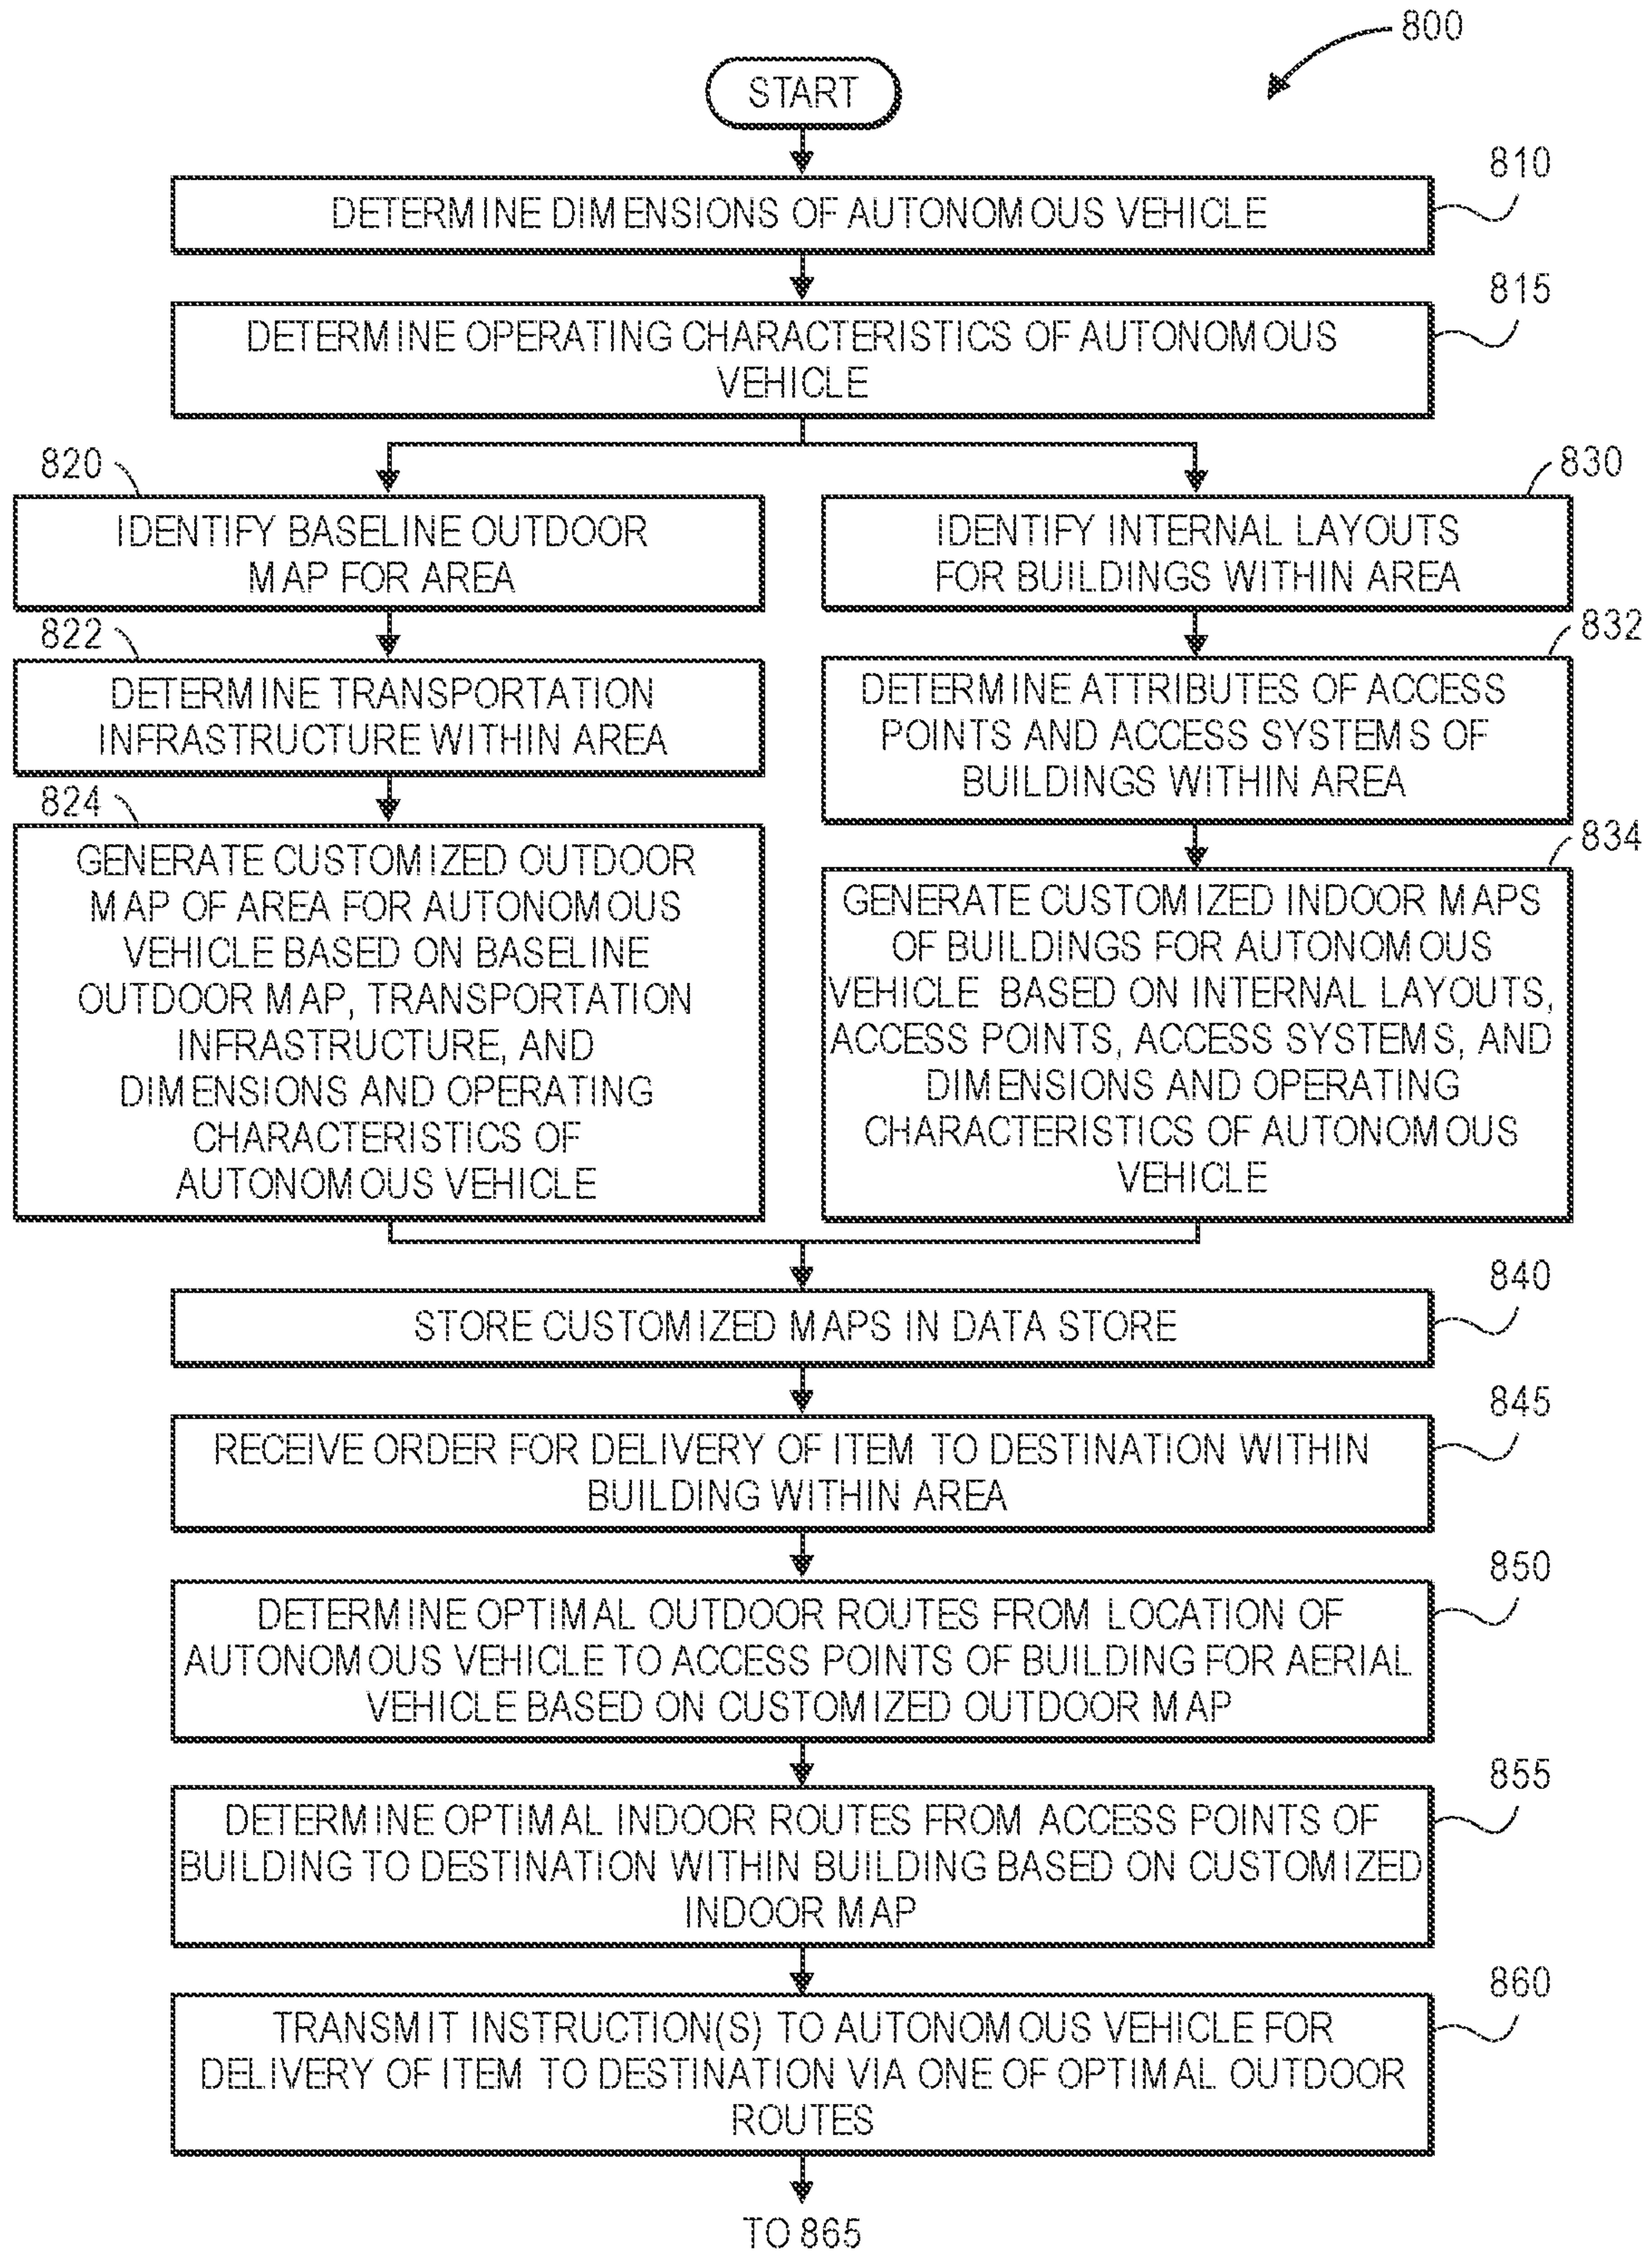 800
START
810
DETERMINE DIMENSIONS OF AUTONOMOUS VEHICLE
815
DETERMINE OPERATING CHARACTERISTICS OF AUTONOMOUS
VEHICLE
820
IDENTIFY BASELINE OUTDOOR
MAP FOR AREA
822
DETERMINE TRANSPORTATION
INFRASTRUCTURE WITHIN AREA
824
GENERATE CUSTOMIZED OUTDOOR
MAP OF AREA FOR AUTONOMOUS
VEHICLE BASED ON BASELINE
OUTDOOR MAP, TRANSPORTATION
INFRASTRUCTURE, AND
DIMENSIONS AND OPERATING
CHARACTERISTICS OF
AUTONOMOUS VEHICLE
830
IDENTIFY INTERNAL LAYOUTS
FOR BUILDINGS WITHIN AREA
832
DETERMINE ATTRIBUTES OF ACCESS
POINTS AND ACCESS SYSTEMS OF
BUILDINGS WITHIN AREA
834
GENERATE CUSTOMIZED INDOOR MAPS
OF BUILDINGS FOR AUTONOMOUS
VEHICLE BASED ON INTERNAL LAYOUTS,
ACCESS POINTS, ACCESS SYSTEMS, AND
DIMENSIONS AND OPERATING
CHARACTERISTICS OF AUTONOMOUS
VEHICLE
840
STORE CUSTOMIZED MAPS IN DATA STORE
845
RECEIVE ORDER FOR DELIVERY OF ITEM TO DESTINATION WITHIN
BUILDING WITHIN AREA
850
DETERMINE OPTIMAL OUTDOOR ROUTES FROM LOCATION OF
AUTONOMOUS VEHICLE TO ACCESS POINTS OF BUILDING FOR AERIAL
VEHICLE BASED ON CUSTOMIZED OUTDOOR MAP
855
DETERMINE OPTIMAL INDOOR ROUTES FROM ACCESS POINTS OF
BUILDING TO DESTINATION WITHIN BUILDING BASED ON CUSTOMIZED
INDOOR MAP
860
TRANSMIT INSTRUCTION(S) TO AUTONOMOUS VEHICLE FOR
DELIVERY OF ITEM TO DESTINATION VIA ONE OF OPTIMAL OUTDOOR
ROUTES
TO 865